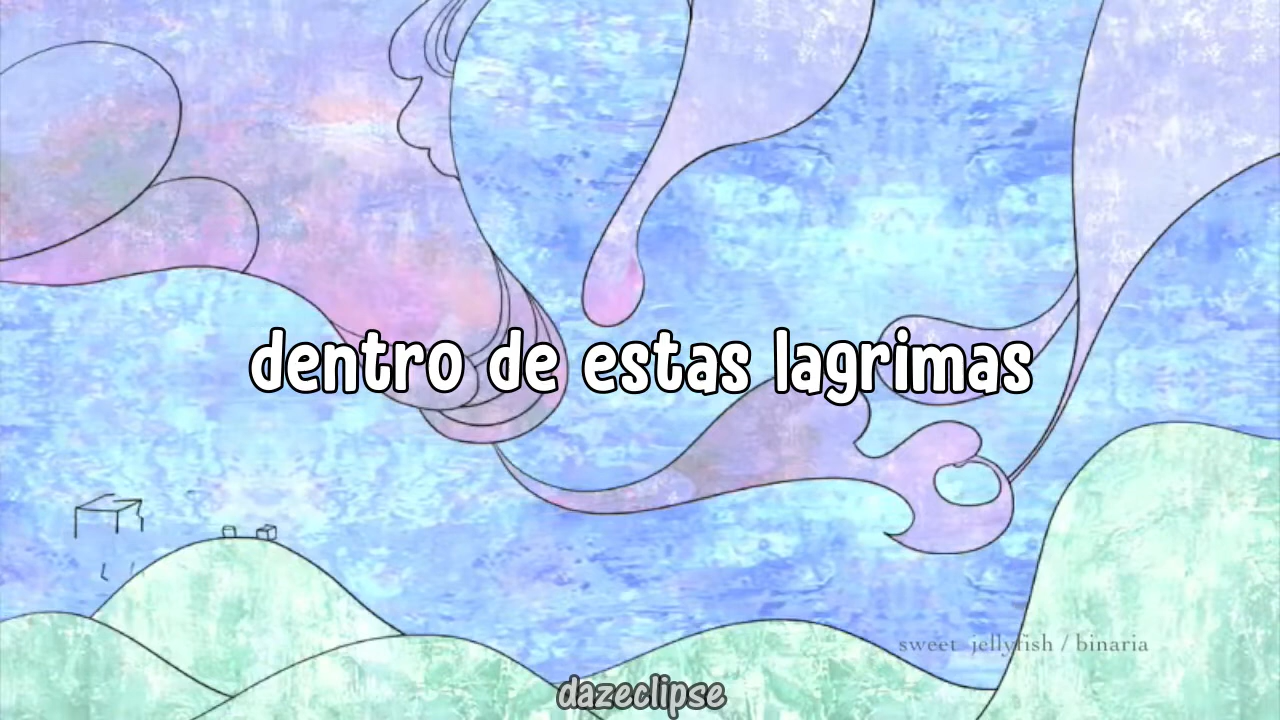 dentro de estas lagrimas
sweet jellyfish / binaria
dazeclipse